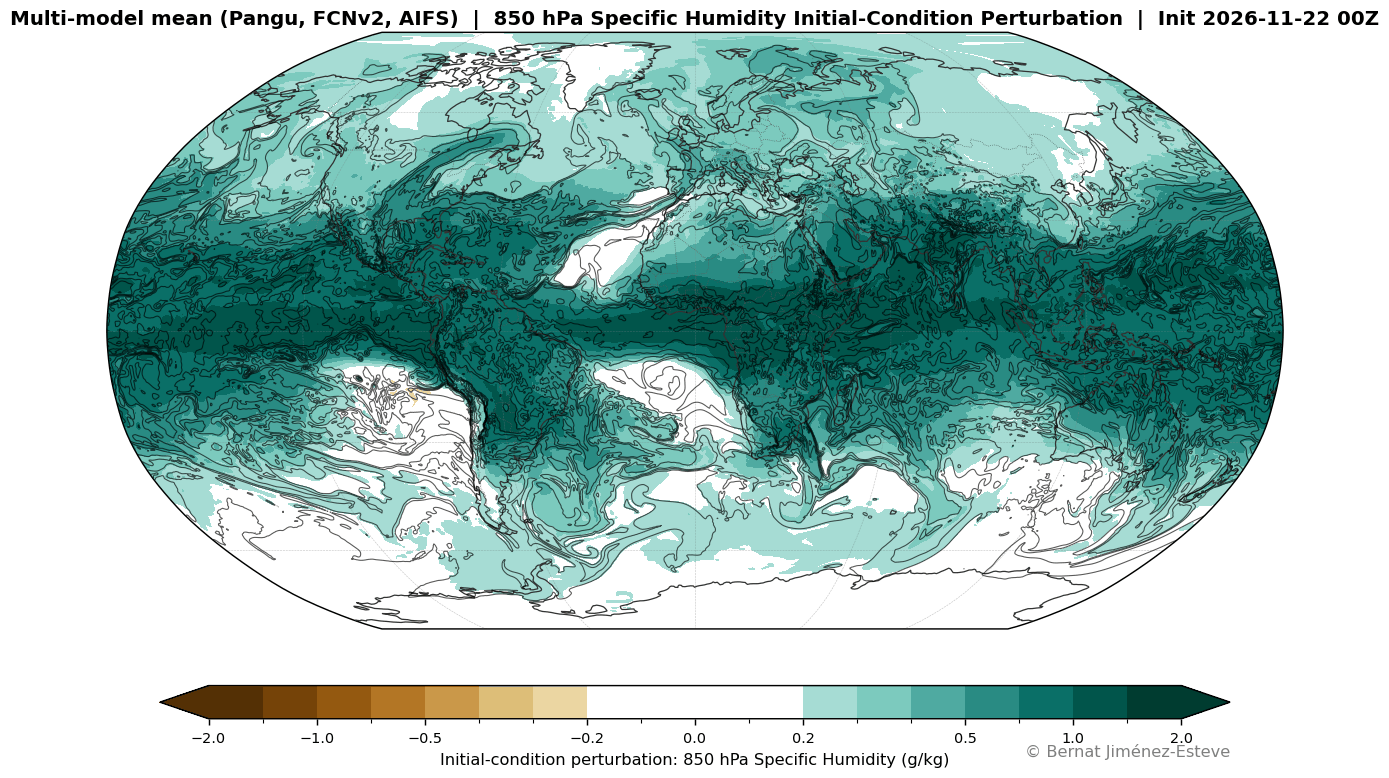 Multi-model mean (Pangu, FCNv2, AIFS)  |  850 hPa Specific Humidity Initial-Condition Perturbation  |  Init 2026-11-22 00Z
−2.0 −1.0 −0.5 −0.2 0.0 0.2 0.5 1.0 2.0
Initial-condition perturbation: 850 hPa Specific Humidity (g/kg)
© Bernat Jiménez-Esteve